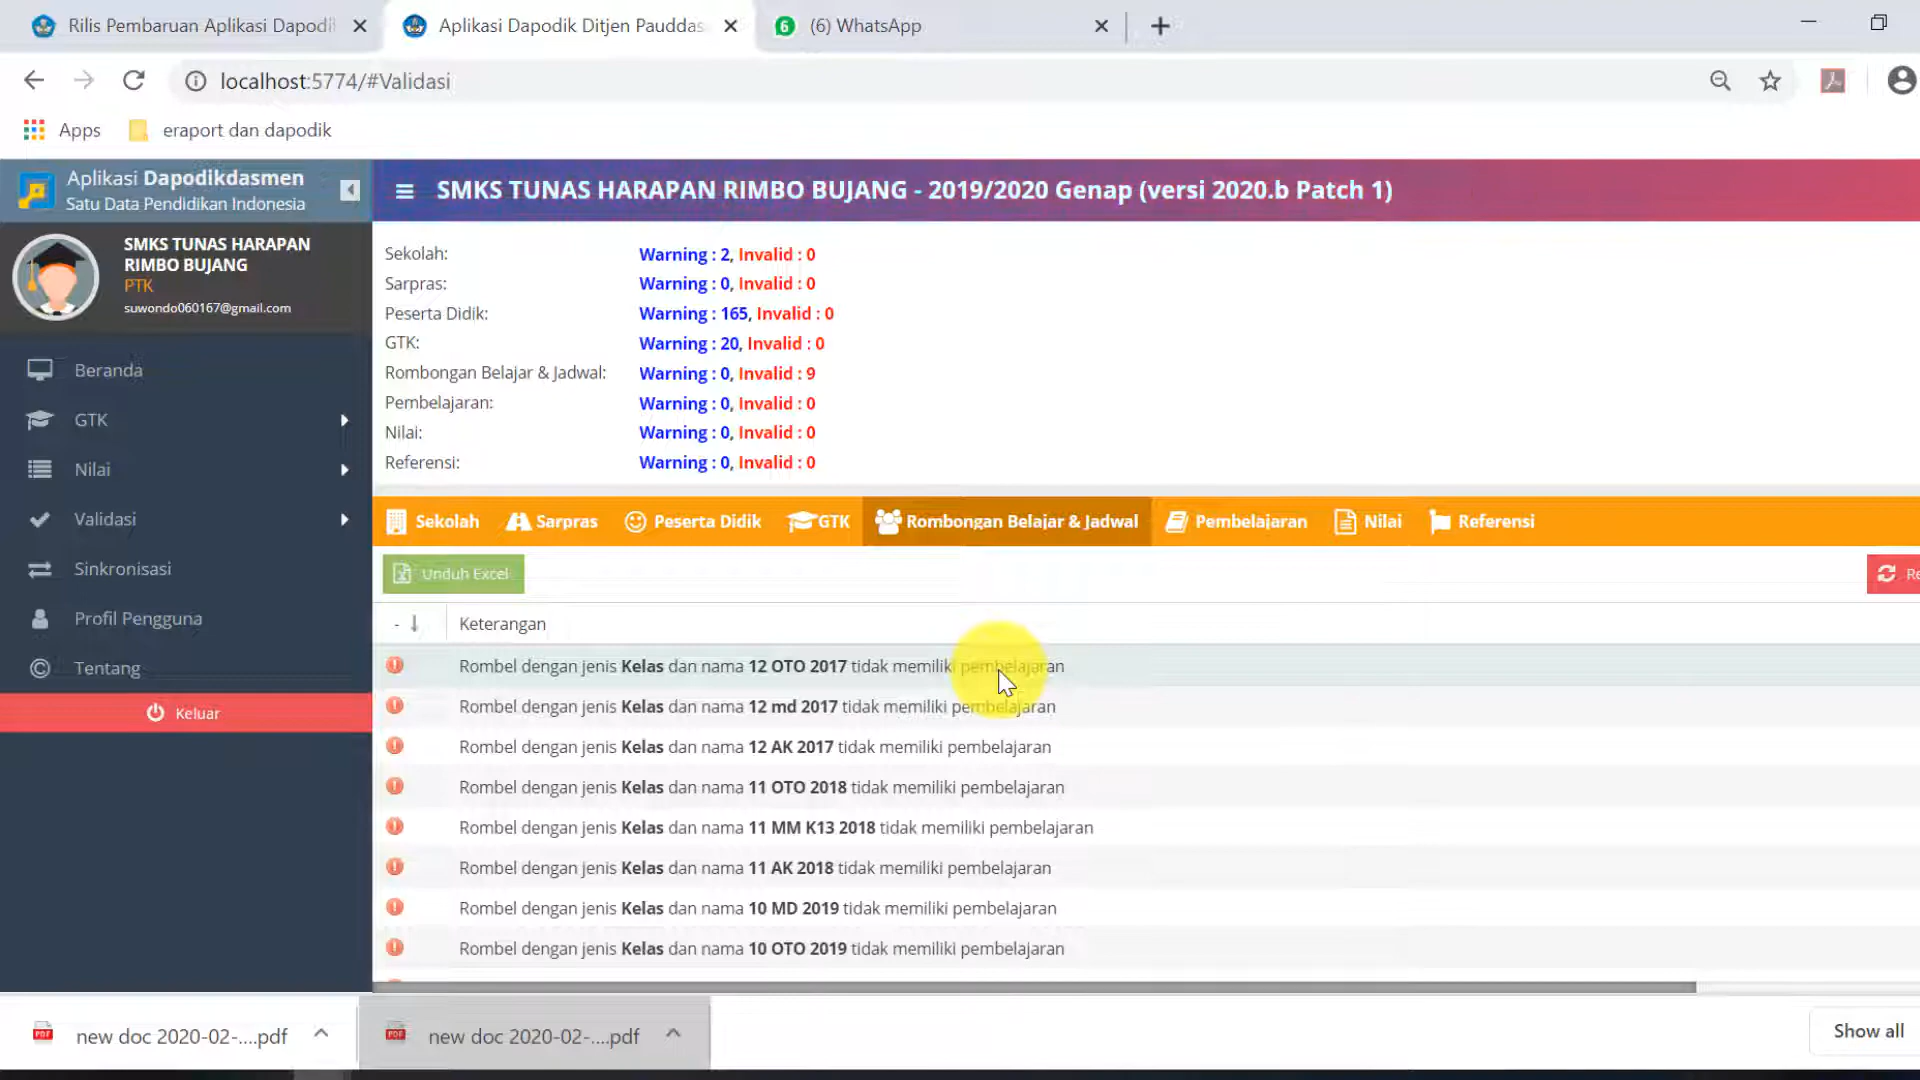 Rilis Pembaruan Aplikasi Dapodi
Aplikasi Dapodik Ditjen Pauddas
6 (6) WhatsApp
localhost:5774/#Validasi
Apps
eraport dan dapodik
Aplikasi Dapodikdasmen
Satu Data Pendidikan Indonesia
SMKS TUNAS HARAPAN RIMBO BUJANG - 2019/2020 Genap (versi 2020.b Patch 1)
SMKS TUNAS HARAPAN
RIMBO BUJANG
PTK
suwondo060167@gmail.com
Beranda
GTK
Nilai
Validasi
Sinkronisasi
Profil Pengguna
Tentang
Keluar
Sekolah: Warning : 2, Invalid : 0
Sarpras: Warning : 0, Invalid : 0
Peserta Didik: Warning : 165, Invalid : 0
GTK: Warning : 20, Invalid : 0
Rombongan Belajar & Jadwal: Warning : 0, Invalid : 9
Pembelajaran: Warning : 0, Invalid : 0
Nilai: Warning : 0, Invalid : 0
Referensi: Warning : 0, Invalid : 0
Sekolah Sarpras Peserta Didik GTK Rombongan Belajar & Jadwal Pembelajaran Nilai Referensi
Unduh Excel
Re
- ↓ Keterangan
Rombel dengan jenis Kelas dan nama 12 OTO 2017 tidak memiliki pembelajaran
Rombel dengan jenis Kelas dan nama 12 md 2017 tidak memiliki pembelajaran
Rombel dengan jenis Kelas dan nama 12 AK 2017 tidak memiliki pembelajaran
Rombel dengan jenis Kelas dan nama 11 OTO 2018 tidak memiliki pembelajaran
Rombel dengan jenis Kelas dan nama 11 MM K13 2018 tidak memiliki pembelajaran
Rombel dengan jenis Kelas dan nama 11 AK 2018 tidak memiliki pembelajaran
Rombel dengan jenis Kelas dan nama 10 MD 2019 tidak memiliki pembelajaran
Rombel dengan jenis Kelas dan nama 10 OTO 2019 tidak memiliki pembelajaran
PDF new doc 2020-02-....pdf
PDF new doc 2020-02-....pdf
Show all